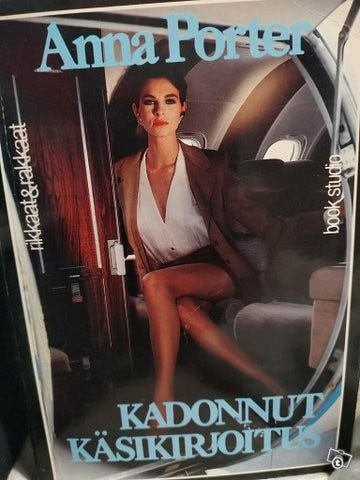 Anna Porter
rikkaat&rakkaat
book studio
KADONNUT
KÄSIKIRJOITUS